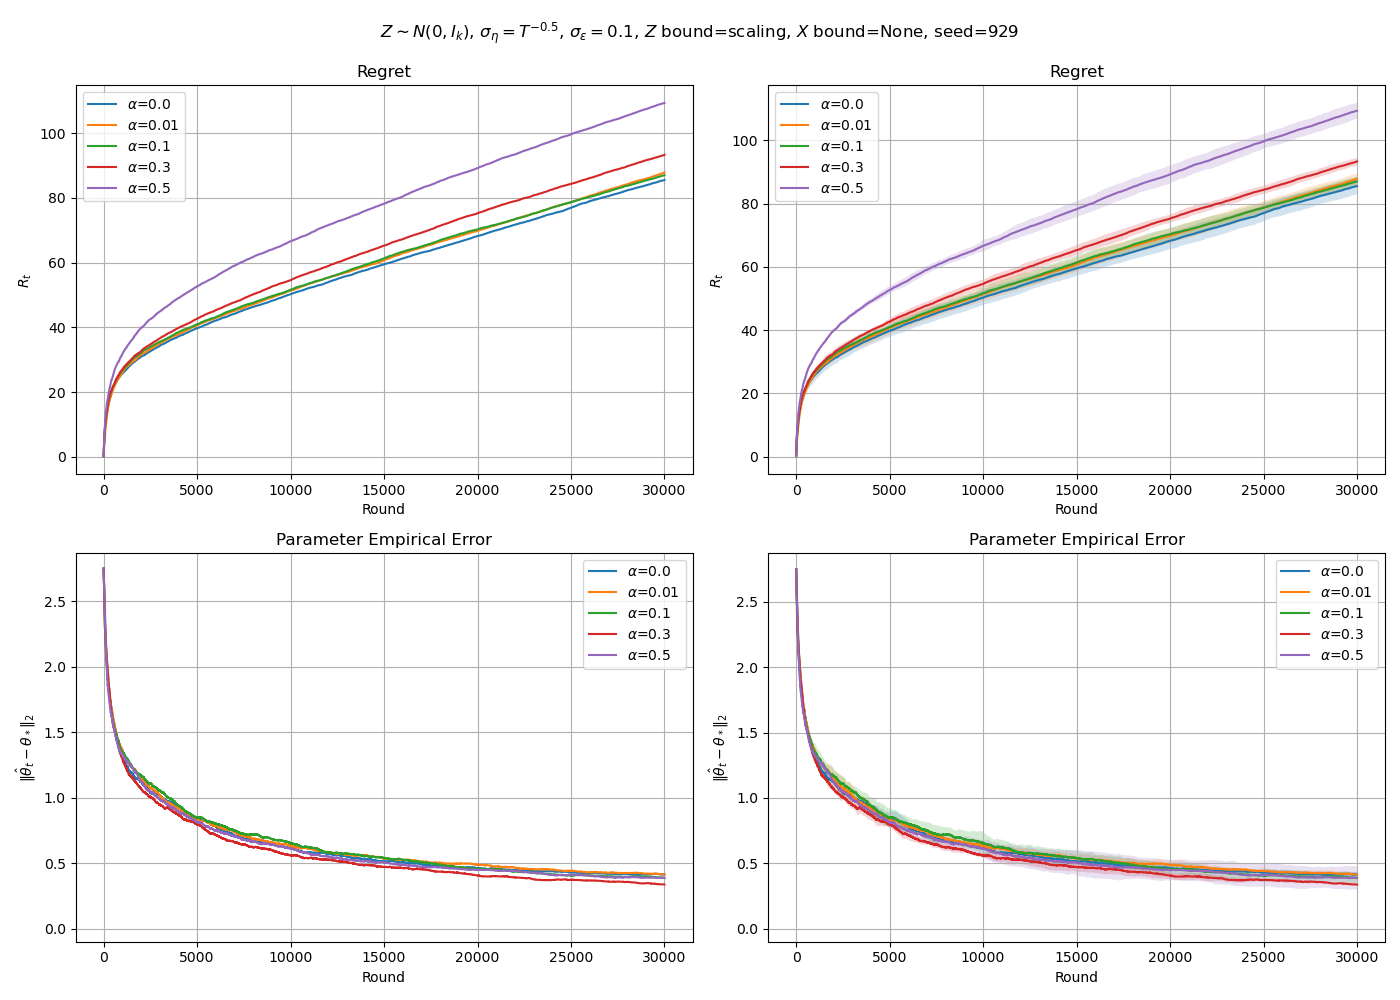 Z ∼ N(0, I_k), σ_η = T^{−0.5}, σ_ε = 0.1, Z bound=scaling, X bound=None, seed=929
Regret
R_t
100
80
60
40
20
0
α=0.0
α=0.01
α=0.1
α=0.3
α=0.5
0 5000 10000 15000 20000 25000 30000
Round
Regret
R_t
100
80
60
40
20
0
α=0.0
α=0.01
α=0.1
α=0.3
α=0.5
0 5000 10000 15000 20000 25000 30000
Round
Parameter Empirical Error
‖θ̂_t − θ_*‖_2
2.5
2.0
1.5
1.0
0.5
0.0
α=0.0
α=0.01
α=0.1
α=0.3
α=0.5
0 5000 10000 15000 20000 25000 30000
Round
Parameter Empirical Error
‖θ̂_t − θ_*‖_2
2.5
2.0
1.5
1.0
0.5
0.0
α=0.0
α=0.01
α=0.1
α=0.3
α=0.5
0 5000 10000 15000 20000 25000 30000
Round